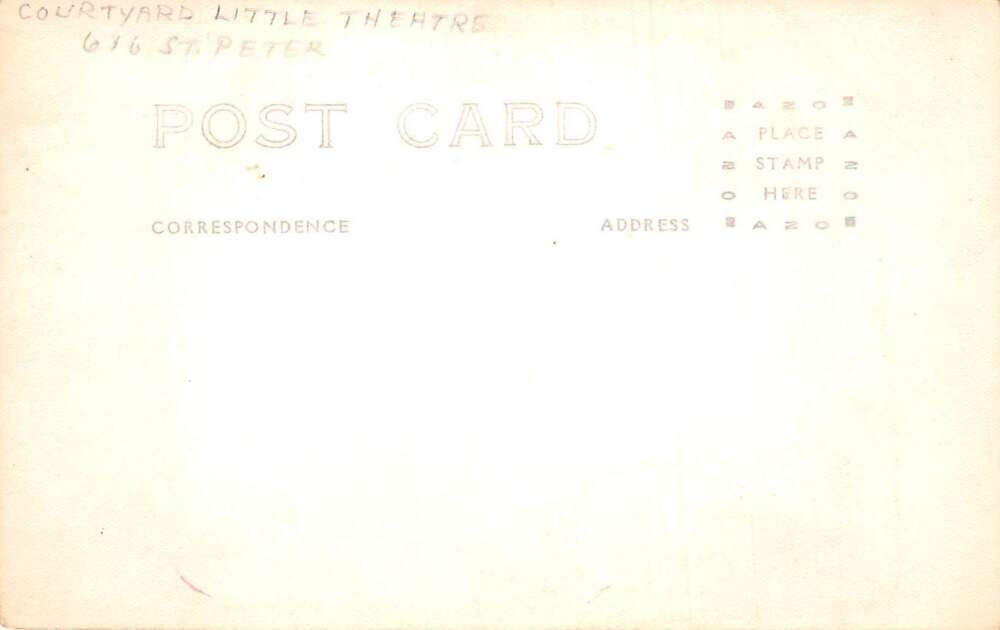 COURTYARD LITTLE THEATRE
616 ST. PETER
POST CARD
AZO
A PLACE A
Z STAMP Z
O HERE O
CORRESPONDENCE
ADDRESS
AZO